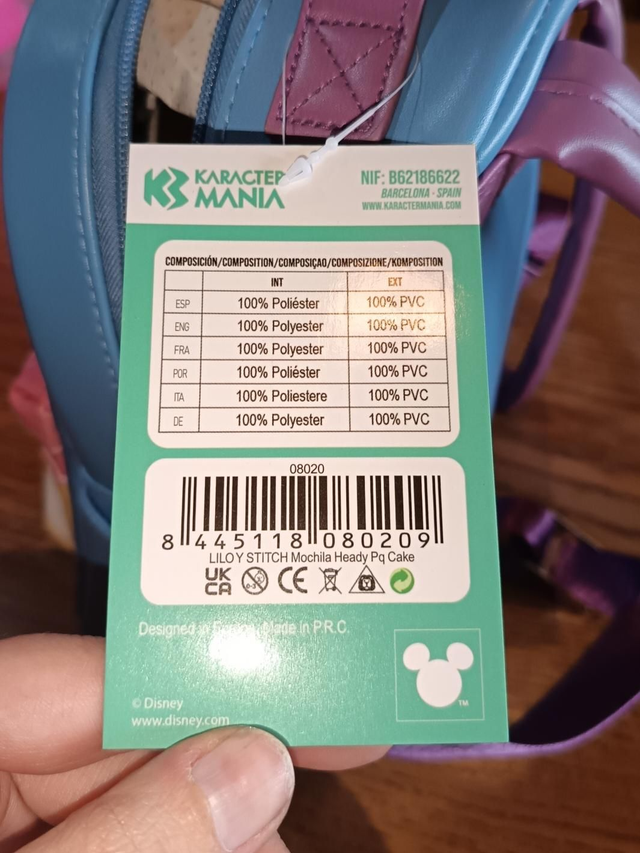 KARACTER MANIA
NIF: B62186622
BARCELONA - SPAIN
WWW.KARACTERMANIA.COM
COMPOSICIÓN/COMPOSITION/COMPOSIÇAO/COMPOSIZIONE/KOMPOSITION
INT EXT
ESP 100% Poliéster 100% PVC
ENG 100% Polyester 100% PVC
FRA 100% Polyester 100% PVC
POR 100% Poliéster 100% PVC
ITA 100% Poliestere 100% PVC
DE 100% Polyester 100% PVC
08020
8 445118 080209
LILO Y STITCH Mochila Heady Pq Cake
UK CA 0-3 CE
Designed in Europe. Made in P.R.C.
© Disney
www.disney.com
TM